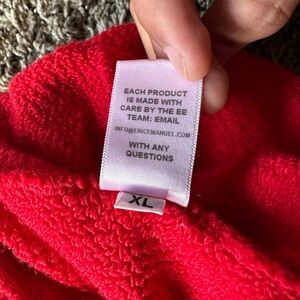 EACH PRODUCT
IS MADE WITH
CARE BY THE EE
TEAM: EMAIL
INFO@ERICEMANUEL.COM
WITH ANY
QUESTIONS
XL